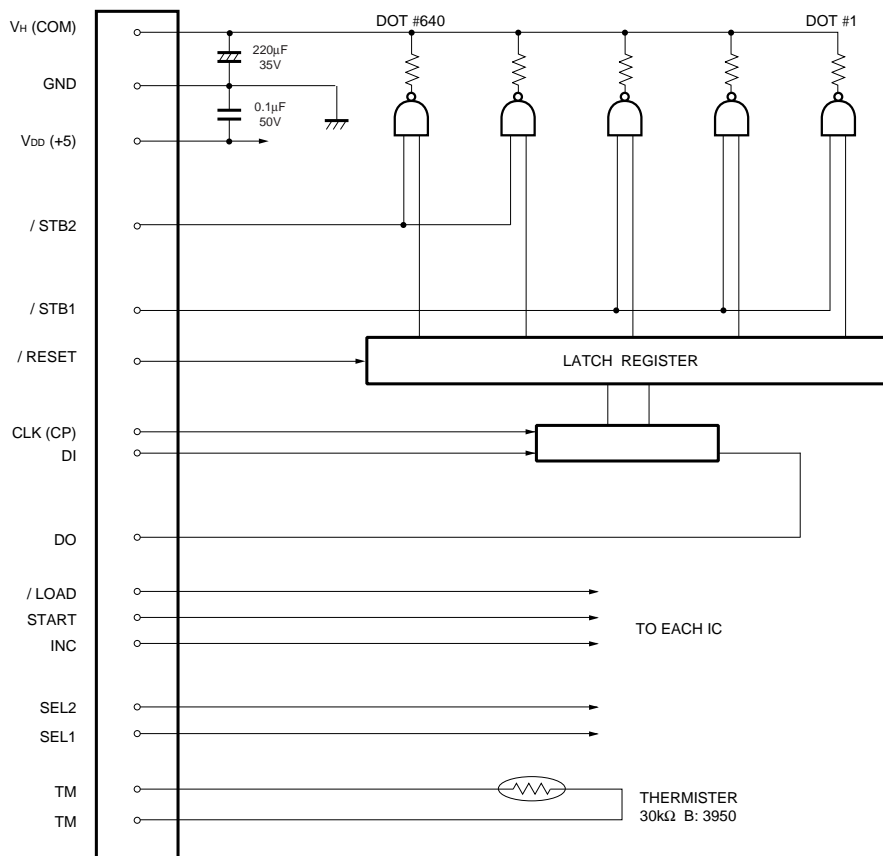 VH (COM)
GND
VDD (+5)
/ STB2
/ STB1
/ RESET
CLK (CP)
DI
DO
/ LOAD
START
INC
SEL2
SEL1
TM
TM
220μF
35V
0.1μF
50V
DOT #640
DOT #1
LATCH REGISTER
TO EACH IC
THERMISTER
30kΩ B: 3950